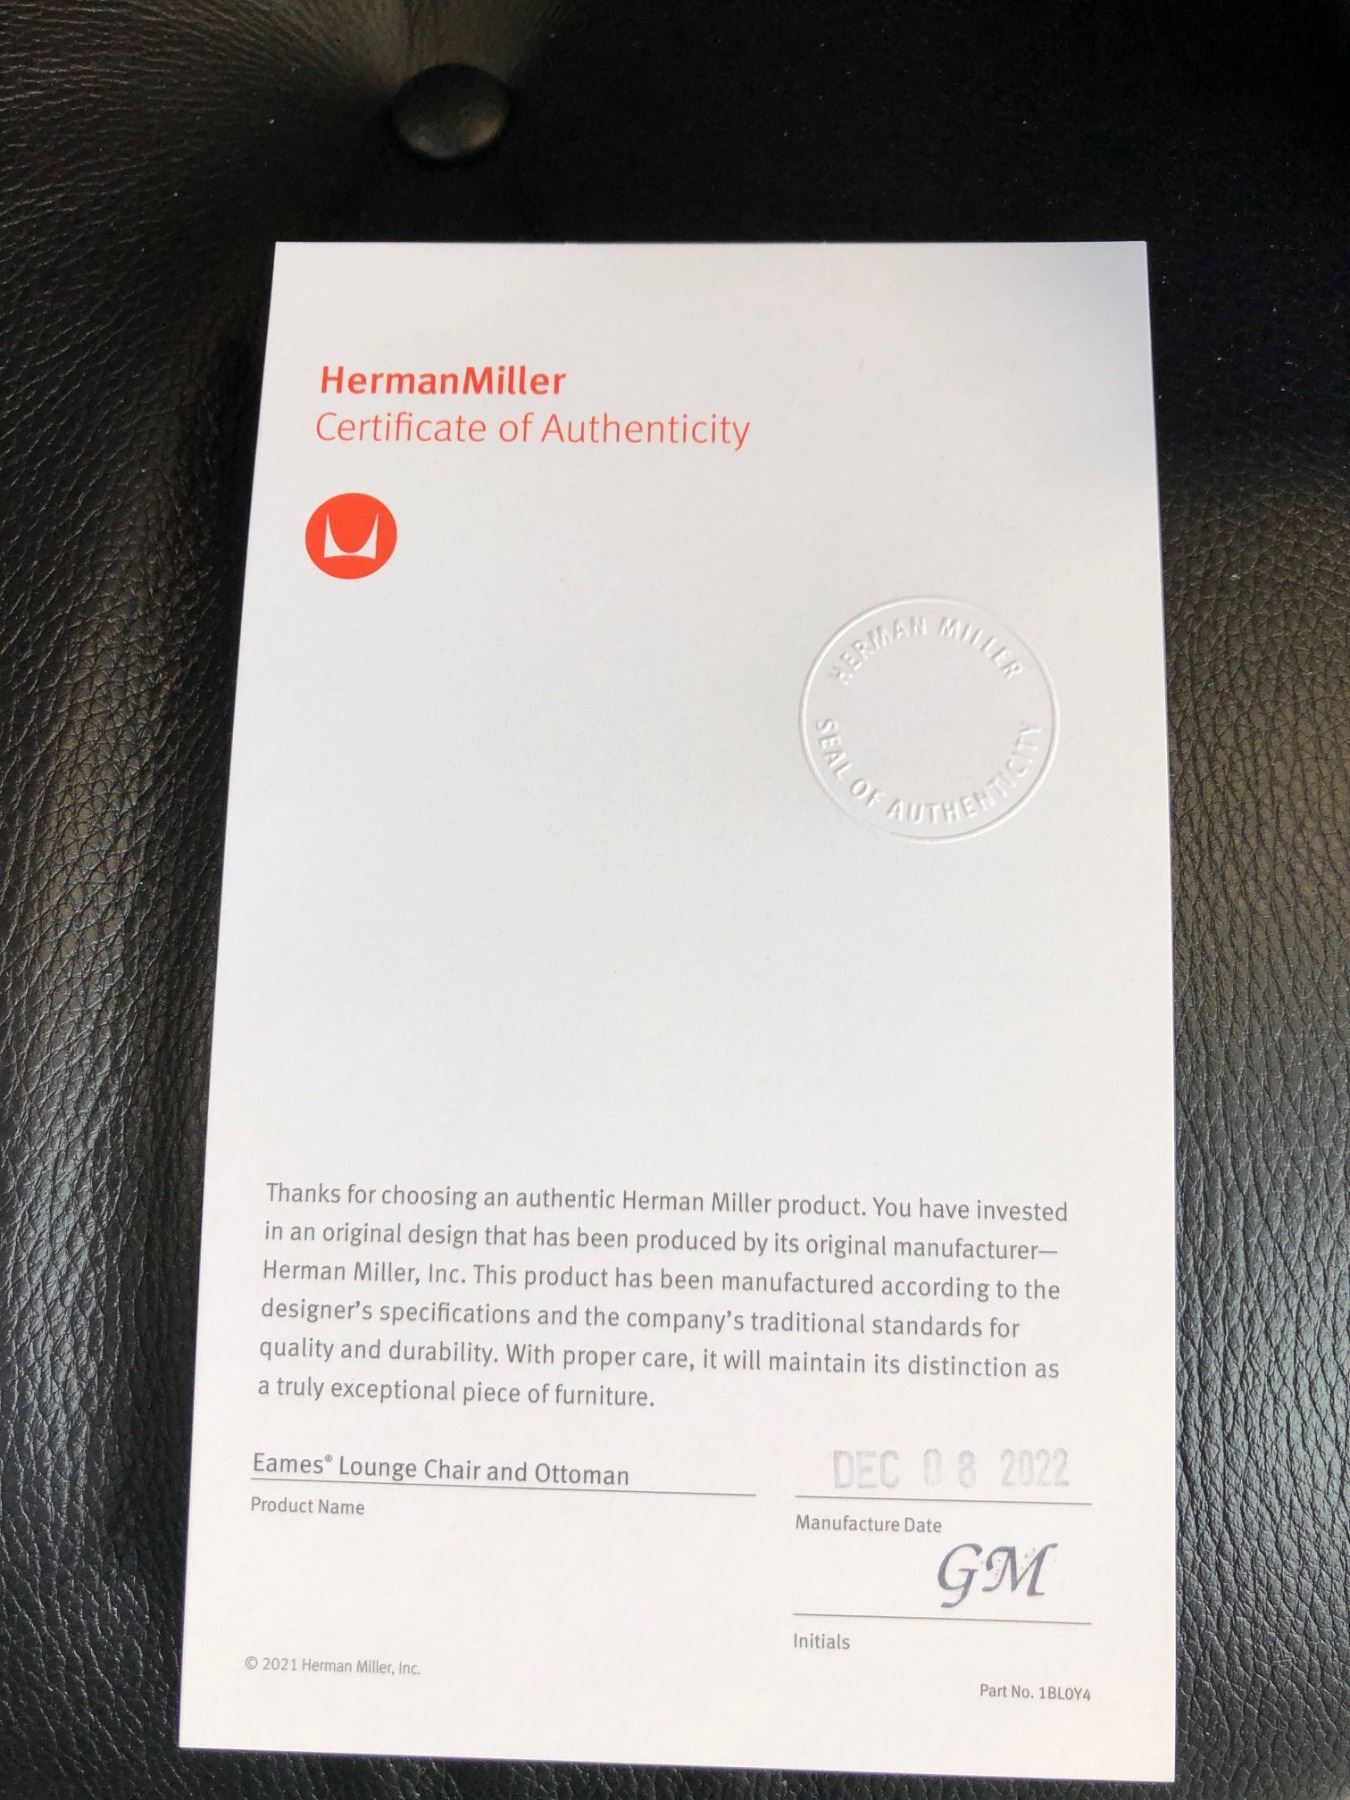 HermanMiller
Certificate of Authenticity
HERMAN MILLER
SEAL OF AUTHENTICITY
Thanks for choosing an authentic Herman Miller product. You have invested
in an original design that has been produced by its original manufacturer—
Herman Miller, Inc. This product has been manufactured according to the
designer's specifications and the company's traditional standards for
quality and durability. With proper care, it will maintain its distinction as
a truly exceptional piece of furniture.
Eames® Lounge Chair and Ottoman
Product Name
DEC 08 2022
Manufacture Date
GM
Initials
© 2021 Herman Miller, Inc.
Part No. 1BL0Y4